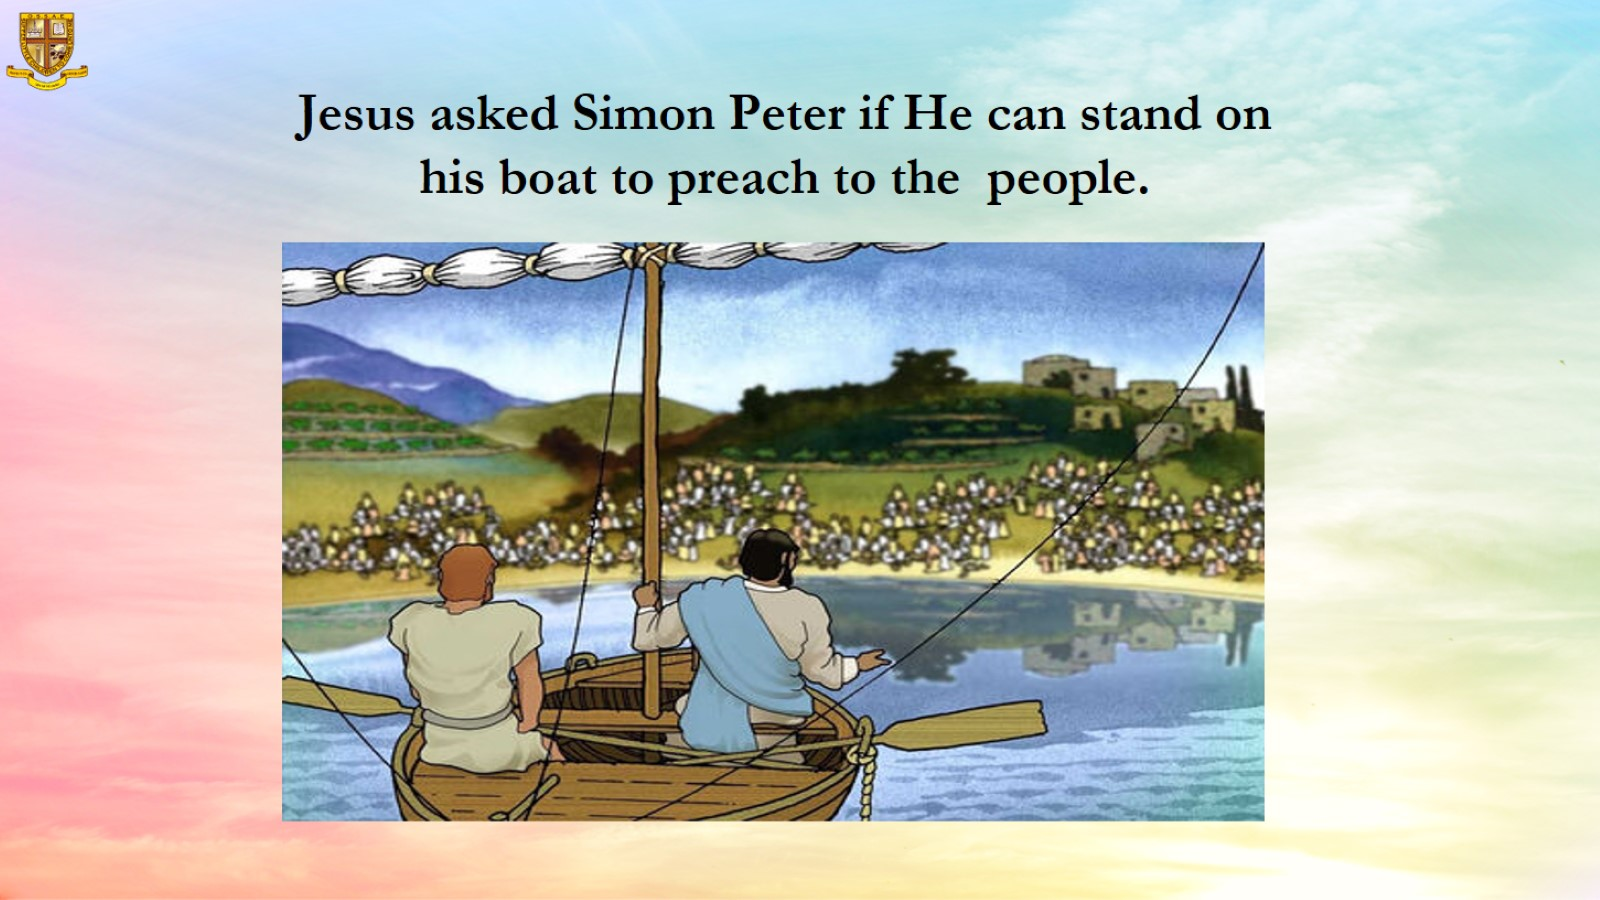 Jesus asked Simon Peter if He can stand on
his boat to preach to the  people.